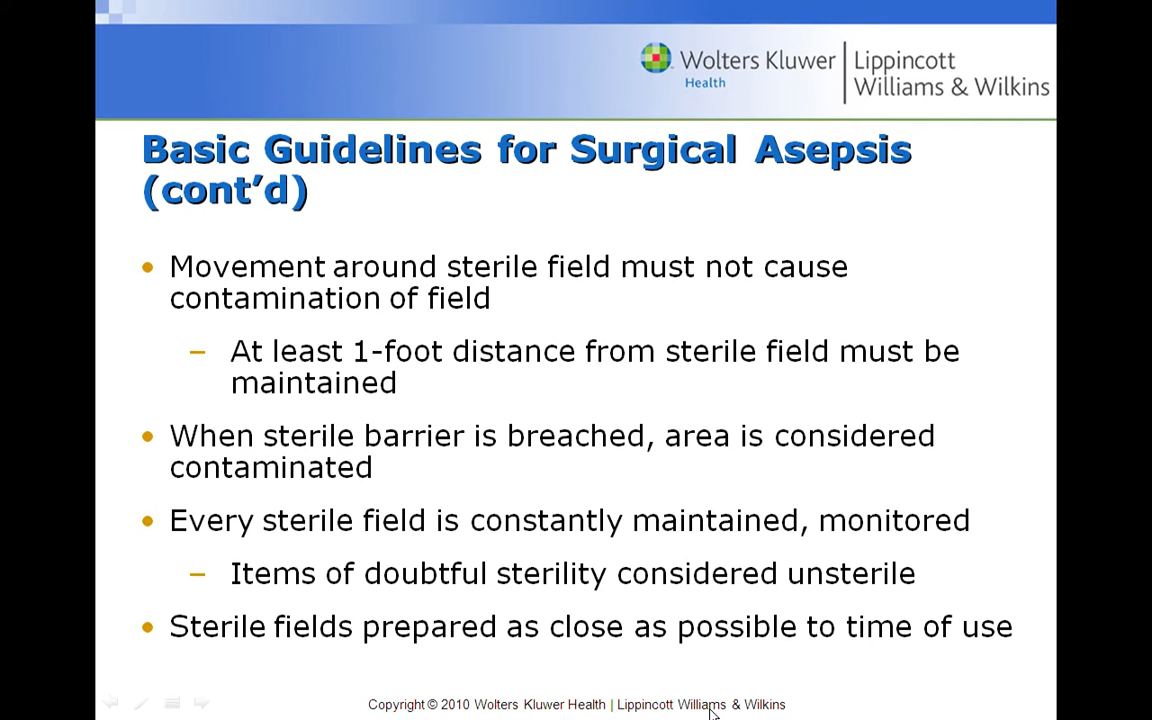 Wolters Kluwer
Health
Lippincott
Williams & Wilkins
Basic Guidelines for Surgical Asepsis
(cont’d)
• Movement around sterile field must not cause
contamination of field
– At least 1-foot distance from sterile field must be
maintained
• When sterile barrier is breached, area is considered
contaminated
• Every sterile field is constantly maintained, monitored
– Items of doubtful sterility considered unsterile
• Sterile fields prepared as close as possible to time of use
Copyright © 2010 Wolters Kluwer Health | Lippincott Williams & Wilkins